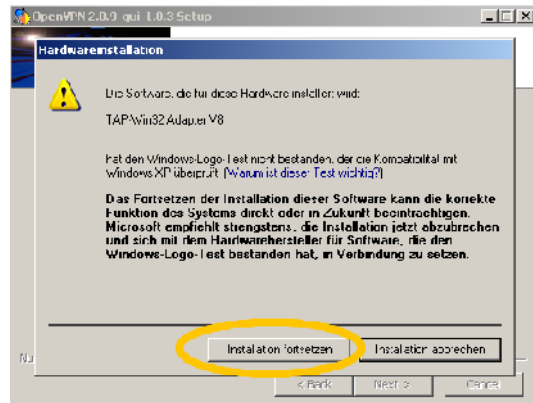 OpenVPN 2.0.9 gui 1.0.3 Setup
Hardwareinstallation
Die Software, die für diese Hardware installiert wird:
TAP-Win32 Adapter V8
hat den Windows-Logo-Test nicht bestanden, der die Kompatibilität mit
Windows XP überprüft. (Warum ist dieser Test wichtig?)
Das Fortsetzen der Installation dieser Software kann die korrekte
Funktion des Systems direkt oder in Zukunft beeinträchtigen.
Microsoft empfiehlt strengstens, die Installation jetzt abzubrechen
und sich mit dem Hardwarehersteller für Software, die den
Windows-Logo-Test bestanden hat, in Verbindung zu setzen.
Installation fortsetzen
Installation abbrechen
Nu
< Back
Next >
Cancel